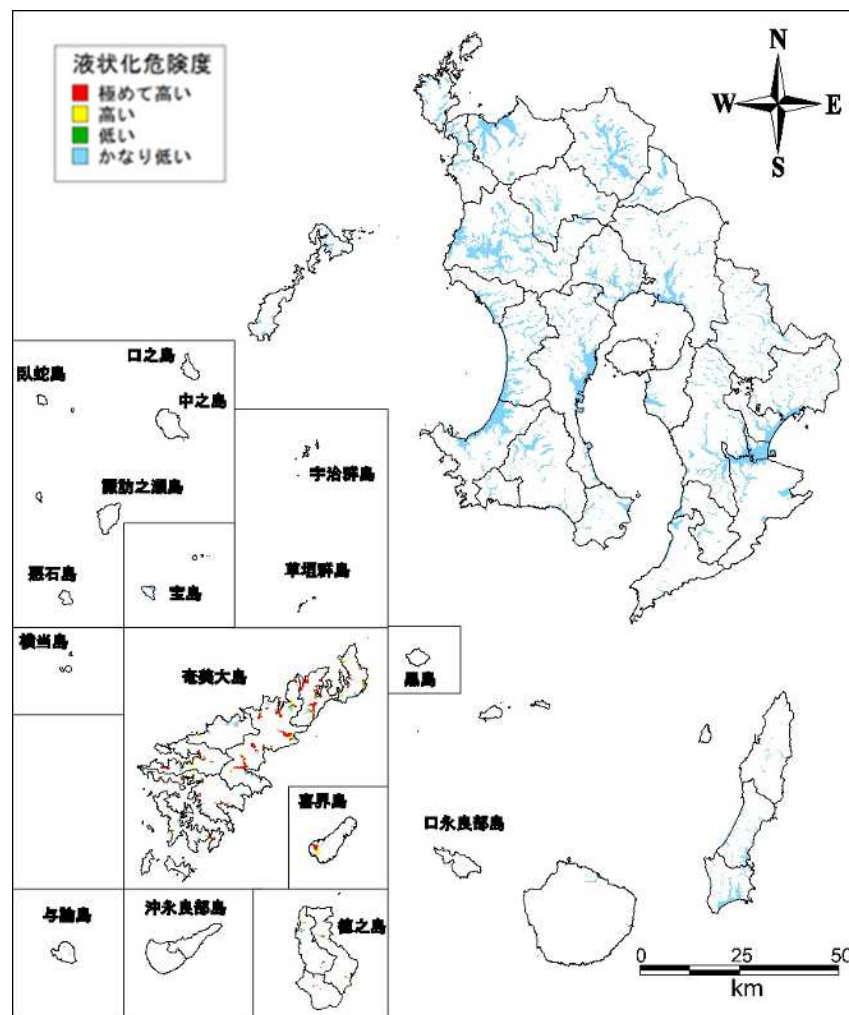 液状化危険度
極めて高い
高い
低い
かなり低い
N
W
E
S
口之島
臥蛇島
中之島
諏訪之瀬島
宇治群島
悪石島
宝島
草垣群島
横当島
奄美大島
黒島
喜界島
口永良部島
与論島
沖永良部島
徳之島
0 25 50
km